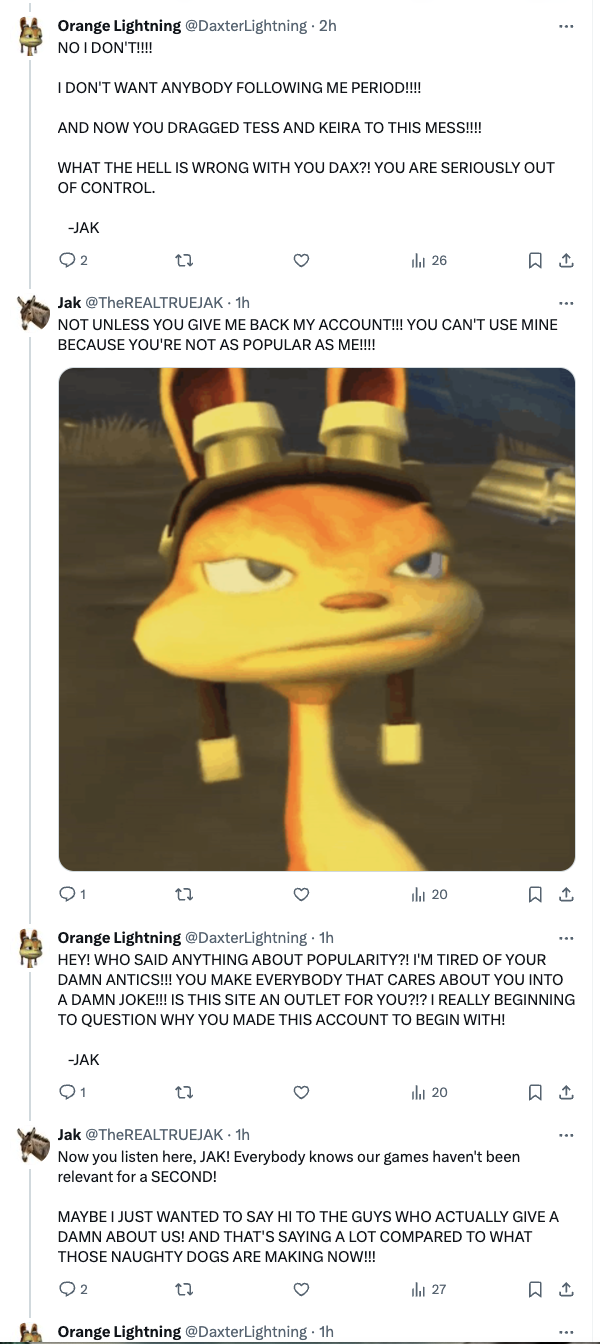 Orange Lightning @DaxterLightning · 2h
NO I DON'T!!!!
I DON'T WANT ANYBODY FOLLOWING ME PERIOD!!!!
AND NOW YOU DRAGGED TESS AND KEIRA TO THIS MESS!!!!
WHAT THE HELL IS WRONG WITH YOU DAX?! YOU ARE SERIOUSLY OUT
OF CONTROL.
-JAK
2 26
Jak @TheREALTRUEJAK · 1h
NOT UNLESS YOU GIVE ME BACK MY ACCOUNT!!! YOU CAN'T USE MINE
BECAUSE YOU'RE NOT AS POPULAR AS ME!!!!
1 20
Orange Lightning @DaxterLightning · 1h
HEY! WHO SAID ANYTHING ABOUT POPULARITY?! I'M TIRED OF YOUR
DAMN ANTICS!!! YOU MAKE EVERYBODY THAT CARES ABOUT YOU INTO
A DAMN JOKE!!! IS THIS SITE AN OUTLET FOR YOU?!? I REALLY BEGINNING
TO QUESTION WHY YOU MADE THIS ACCOUNT TO BEGIN WITH!
-JAK
1 20
Jak @TheREALTRUEJAK · 1h
Now you listen here, JAK! Everybody knows our games haven't been
relevant for a SECOND!
MAYBE I JUST WANTED TO SAY HI TO THE GUYS WHO ACTUALLY GIVE A
DAMN ABOUT US! AND THAT'S SAYING A LOT COMPARED TO WHAT
THOSE NAUGHTY DOGS ARE MAKING NOW!!!
2 27
Orange Lightning @DaxterLightning · 1h